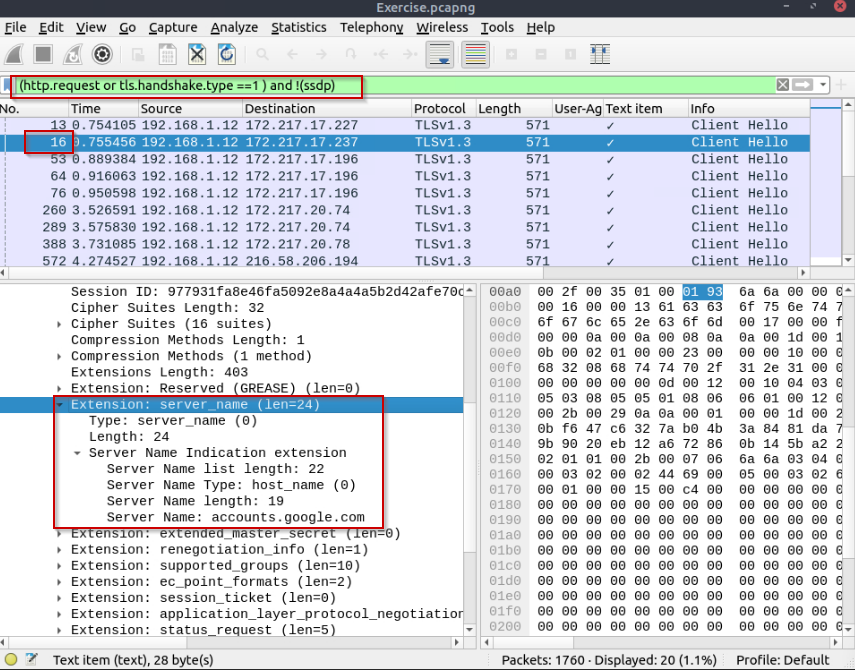 Exercise.pcapng
File Edit View Go Capture Analyze Statistics Telephony Wireless Tools Help
(http.request or tls.handshake.type ==1 ) and !(ssdp)
No. Time Source Destination Protocol Length User-Ag Text item Info
13 0.754105 192.168.1.12 172.217.17.227 TLSv1.3 571 ✓ Client Hello
16 0.755456 192.168.1.12 172.217.17.237 TLSv1.3 571 ✓ Client Hello
53 0.889384 192.168.1.12 172.217.17.196 TLSv1.3 571 ✓ Client Hello
64 0.916063 192.168.1.12 172.217.17.196 TLSv1.3 571 ✓ Client Hello
76 0.950598 192.168.1.12 172.217.17.196 TLSv1.3 571 ✓ Client Hello
260 3.526591 192.168.1.12 172.217.20.74 TLSv1.3 571 ✓ Client Hello
289 3.575830 192.168.1.12 172.217.20.74 TLSv1.3 571 ✓ Client Hello
388 3.731085 192.168.1.12 172.217.20.78 TLSv1.3 571 ✓ Client Hello
572 4.274527 192.168.1.12 216.58.206.194 TLSv1.3 571 ✓ Client Hello
Session ID: 977931fa8e46fa5092e8a4a4a5b2d42afe70c
Cipher Suites Length: 32
Cipher Suites (16 suites)
Compression Methods Length: 1
Compression Methods (1 method)
Extensions Length: 403
Extension: Reserved (GREASE) (len=0)
Extension: server_name (len=24)
Type: server_name (0)
Length: 24
Server Name Indication extension
Server Name list length: 22
Server Name Type: host_name (0)
Server Name length: 19
Server Name: accounts.google.com
Extension: extended_master_secret (len=0)
Extension: renegotiation_info (len=1)
Extension: supported_groups (len=10)
Extension: ec_point_formats (len=2)
Extension: session_ticket (len=0)
Extension: application_layer_protocol_negotiation
Extension: status_request (len=5)
00a0 00 2f 00 35 01 00 01 93 6a 6a 00 00 0
00b0 00 16 00 00 13 61 63 63 6f 75 6e 74 7
00c0 6f 67 6c 65 2e 63 6f 6d 00 17 00 00 f
00d0 00 00 0a 00 0a 00 08 0a 0a 00 1d 00 1
00e0 0b 00 02 01 00 00 23 00 00 00 10 00 0
00f0 68 32 08 68 74 74 70 2f 31 2e 31 00 0
0100 00 00 00 00 00 0d 00 12 00 10 04 03 0
0110 05 03 08 05 05 01 08 06 06 01 00 12 0
0120 00 2b 00 29 0a 0a 00 01 00 00 1d 00 2
0130 0b f6 47 c6 32 7a b0 4b 3a 84 81 da 7
0140 9b 90 20 eb 12 a6 72 86 0b 14 5b a2 2
0150 02 01 01 00 2b 00 07 06 6a 6a 03 04 0
0160 00 03 02 00 02 44 69 00 05 00 03 02 6
0170 00 01 00 00 15 00 c4 00 00 00 00 00 0
0180 00 00 00 00 00 00 00 00 00 00 00 00 0
0190 00 00 00 00 00 00 00 00 00 00 00 00 0
01a0 00 00 00 00 00 00 00 00 00 00 00 00 0
01b0 00 00 00 00 00 00 00 00 00 00 00 00 0
01c0 00 00 00 00 00 00 00 00 00 00 00 00 0
01d0 00 00 00 00 00 00 00 00 00 00 00 00 0
01e0 00 00 00 00 00 00 00 00 00 00 00 00 0
01f0 00 00 00 00 00 00 00 00 00 00 00 00 0
0200 00 00 00 00 00 00 00 00 00 00 00 00 0
Text item (text), 28 byte(s) Packets: 1760 · Displayed: 20 (1.1%) Profile: Default